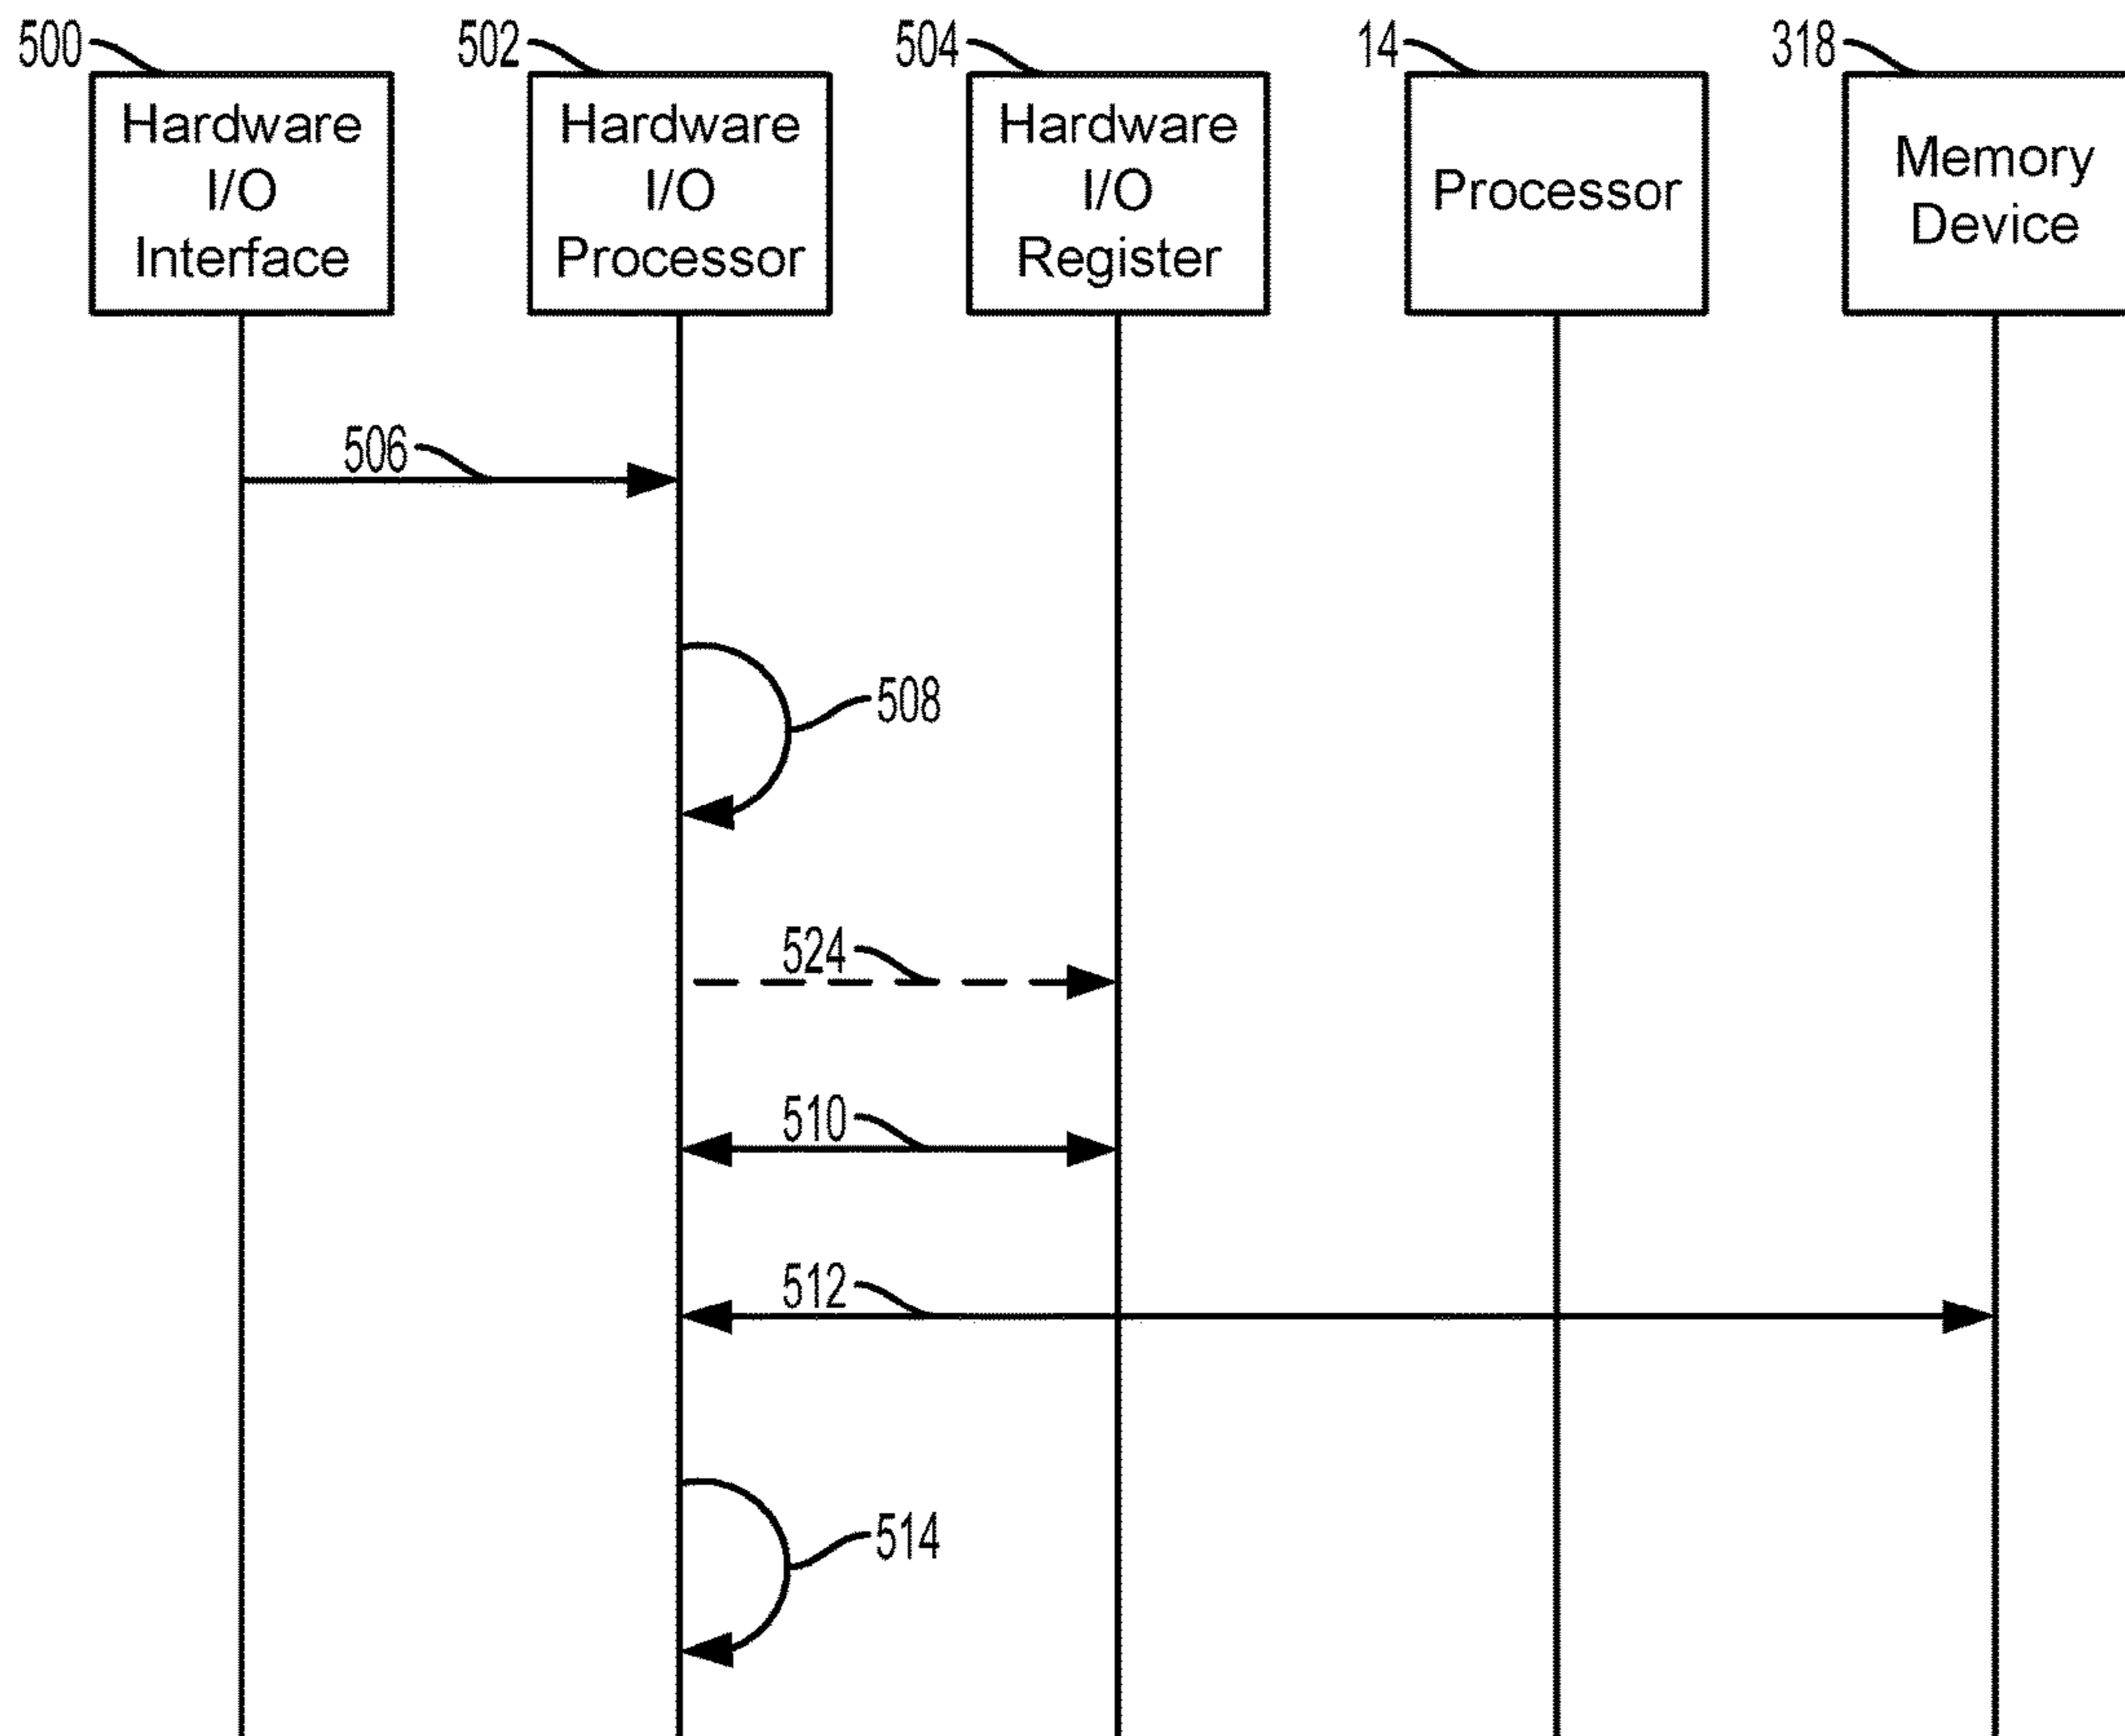 500
502
504
14
318
Hardware
I/O
Interface
Hardware
I/O
Processor
Hardware
I/O
Register
Processor
Memory
Device
506
508
524
510
512
514